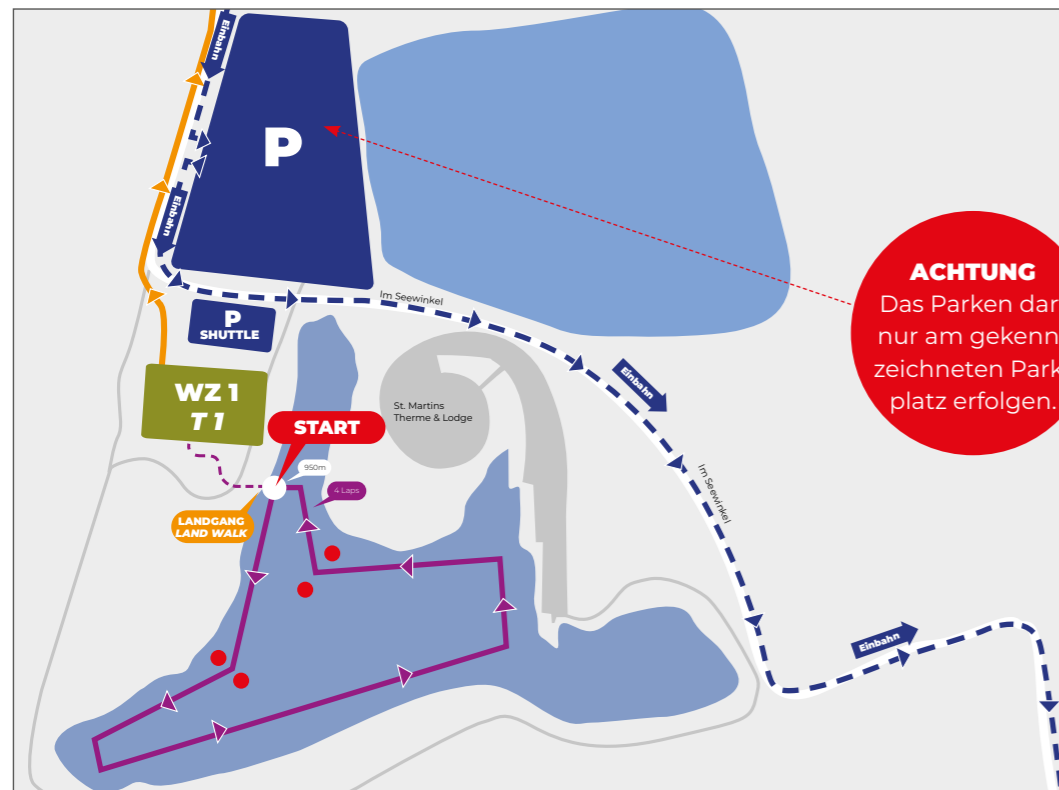 Einbahn
P
Einbahn
P
SHUTTLE
Im Seewinkel
ACHTUNG
Das Parken dar
nur am gekenn
zeichneten Park
platz erfolgen.
WZ 1
T 1
START
St. Martins
Therme & Lodge
Einbahn
950m
4 Laps
LANDGANG
LAND WALK
Im Seewinkel
Einbahn